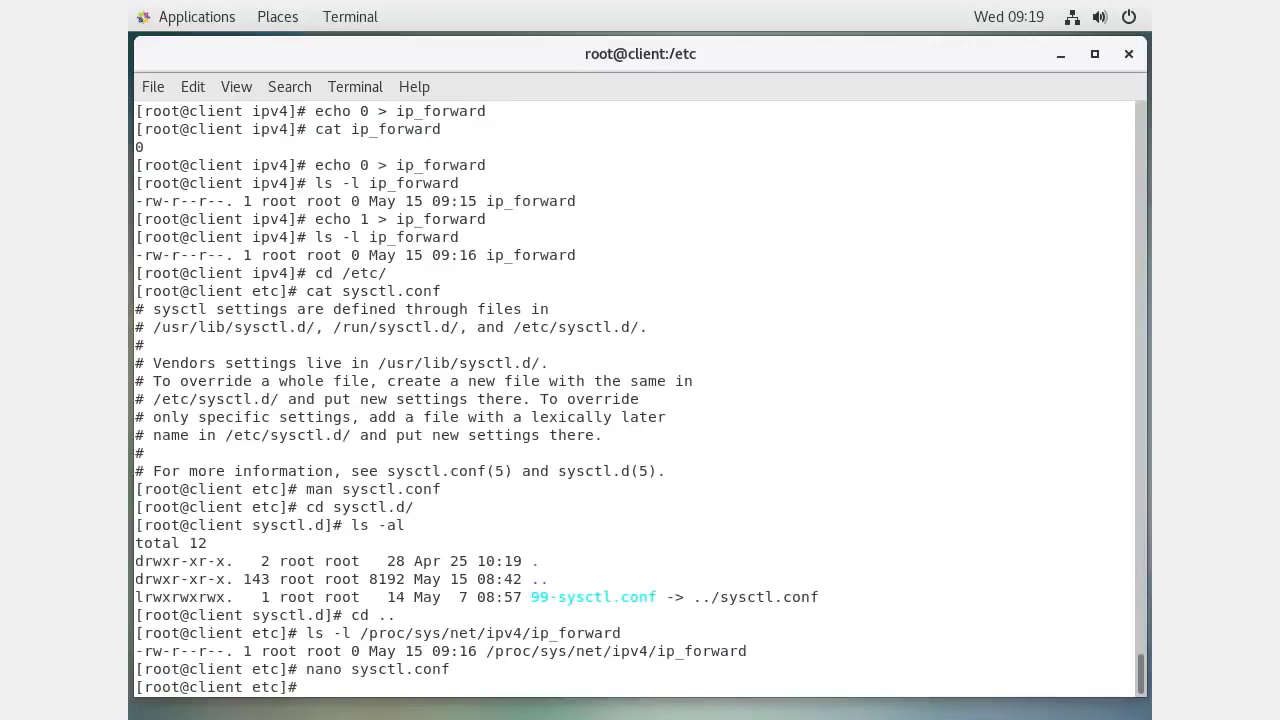 Applications Places Terminal Wed 09:19
root@client:/etc
File Edit View Search Terminal Help
[root@client ipv4]# echo 0 > ip_forward
[root@client ipv4]# cat ip_forward
0
[root@client ipv4]# echo 0 > ip_forward
[root@client ipv4]# ls -l ip_forward
-rw-r--r--. 1 root root 0 May 15 09:15 ip_forward
[root@client ipv4]# echo 1 > ip_forward
[root@client ipv4]# ls -l ip_forward
-rw-r--r--. 1 root root 0 May 15 09:16 ip_forward
[root@client ipv4]# cd /etc/
[root@client etc]# cat sysctl.conf
# sysctl settings are defined through files in
# /usr/lib/sysctl.d/, /run/sysctl.d/, and /etc/sysctl.d/.
#
# Vendors settings live in /usr/lib/sysctl.d/.
# To override a whole file, create a new file with the same in
# /etc/sysctl.d/ and put new settings there. To override
# only specific settings, add a file with a lexically later
# name in /etc/sysctl.d/ and put new settings there.
#
# For more information, see sysctl.conf(5) and sysctl.d(5).
[root@client etc]# man sysctl.conf
[root@client etc]# cd sysctl.d/
[root@client sysctl.d]# ls -al
total 12
drwxr-xr-x.   2 root root   28 Apr 25 10:19 .
drwxr-xr-x. 143 root root 8192 May 15 08:42 ..
lrwxrwxrwx.   1 root root   14 May  7 08:57 99-sysctl.conf -> ../sysctl.conf
[root@client sysctl.d]# cd ..
[root@client etc]# ls -l /proc/sys/net/ipv4/ip_forward
-rw-r--r--. 1 root root 0 May 15 09:16 /proc/sys/net/ipv4/ip_forward
[root@client etc]# nano sysctl.conf
[root@client etc]#